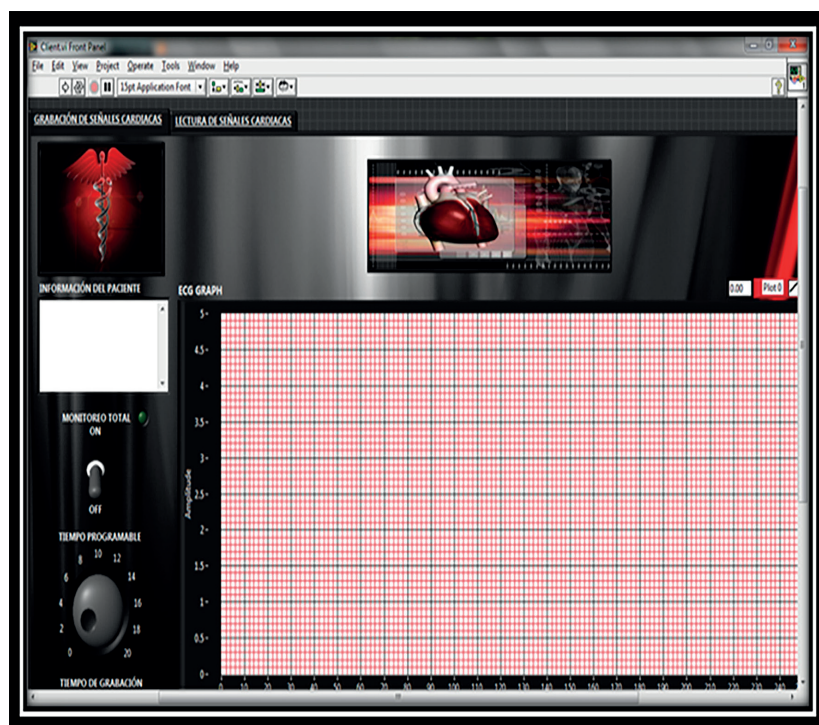 Client.vi Front Panel
File Edit View Project Operate Tools Window Help
15pt Application Font
GRABACIÓN DE SEÑALES CARDIACAS LECTURA DE SEÑALES CARDIACAS
INFORMACIÓN DEL PACIENTE
ECG GRAPH
0.00 Plot 0
MONITOREO TOTAL
ON
OFF
TIEMPO PROGRAMABLE
0 2 4 6 8 10 12 14 16 18 20
TIEMPO DE GRABACIÓN
Amplitude
5
4.5
4
3.5
3
2.5
2
1.5
1
0.5
0
0 10 20 30 40 50 60 70 80 90 100 110 120 130 140 150 160 170 180 190 200 210 220 230 240